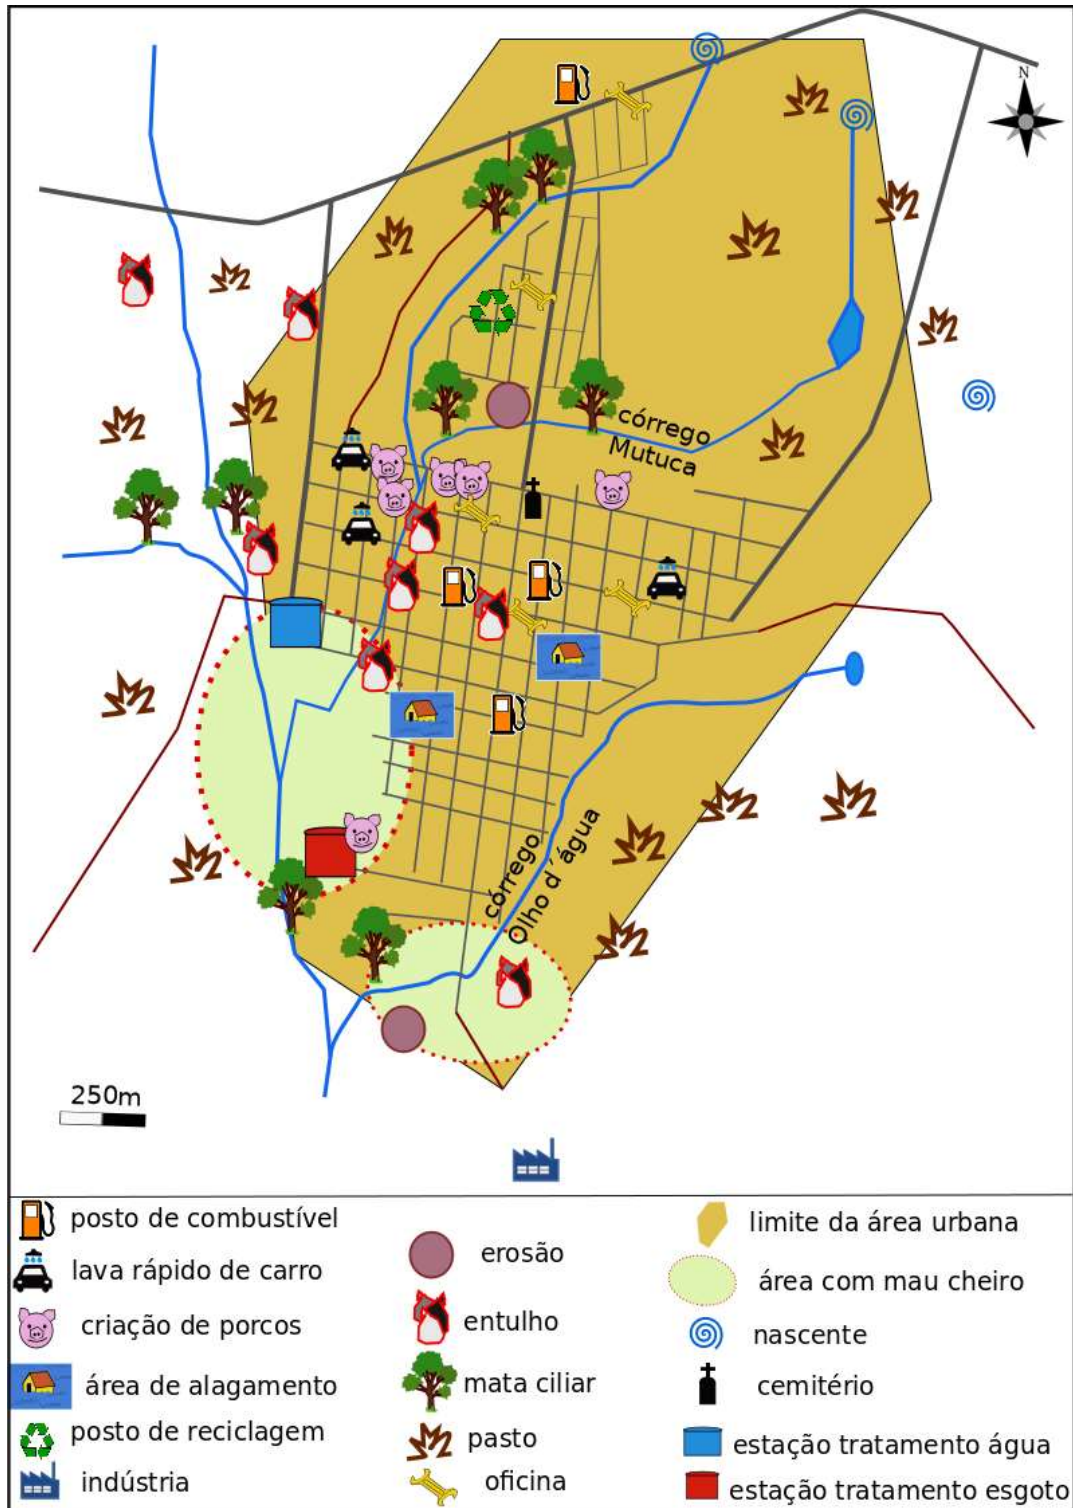 N
córrego
Mutuca
córrego
Olho d´água
250m
posto de combustível
lava rápido de carro
criação de porcos
área de alagamento
posto de reciclagem
indústria
erosão
entulho
mata ciliar
pasto
oficina
limite da área urbana
área com mau cheiro
nascente
cemitério
estação tratamento água
estação tratamento esgoto